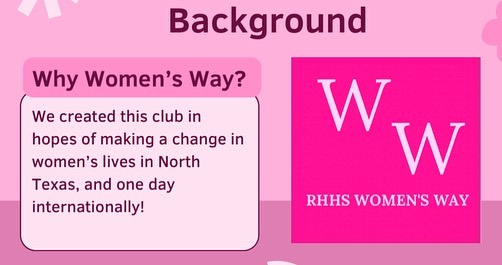 Background
Why Women's Way?
We created this club in
hopes of making a change in
women's lives in North
Texas, and one day
internationally!
W
W
RHHS WOMEN'S WAY